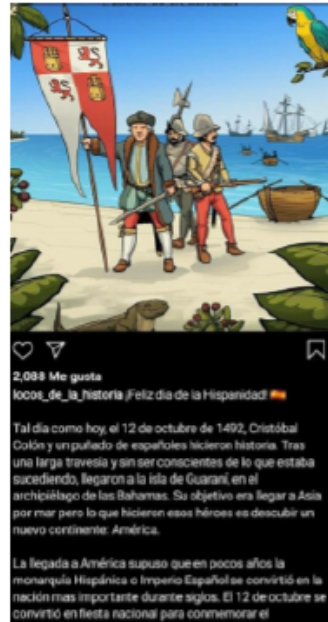 2,088 Me gusta
locos_de_la_historia ¡Feliz dia de la Hispanidad! 🇪🇸
Tal día como hoy, el 12 de octubre de 1492, Cristóbal
Colón y un puñado de españoles hicieron historia. Tras
una larga travesía y sin ser conscientes de lo que estaba
sucediendo, llegaron a la isla de Guaraní, en el
archipiélago de las Bahamas. Su objetivo era llegar a Asia
por mar pero lo que hicieron esos héroes es descubir un
nuevo continente: América.
La llegada a América supuso que en pocos años la
monarquía Hispánica o Imperio Español se convirtió en la
nación mas importante durante siglos. El 12 de octubre se
convirtió en fiesta nacional para conmemorar el